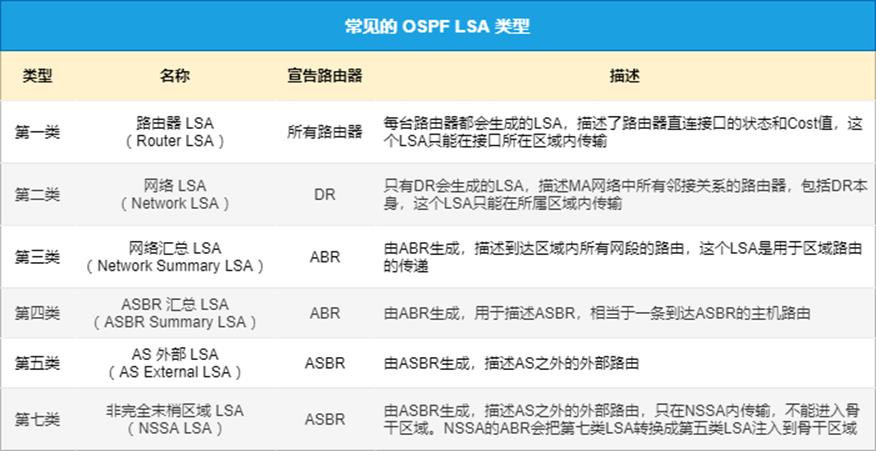 常见的 OSPF LSA 类型
类型 名称 宣告路由器 描述
第一类
路由器 LSA
（Router LSA）
所有路由器
每台路由器都会生成的LSA，描述了路由器直连接口的状态和Cost值，这
个LSA只能在接口所在区域内传输
第二类
网络 LSA
（Network LSA）
DR
只有DR会生成的LSA，描述MA网络中所有邻接关系的路由器，包括DR本
身，这个LSA只能在所属区域内传输
第三类
网络汇总 LSA
（Network Summary LSA）
ABR
由ABR生成，描述到达区域内所有网段的路由，这个LSA是用于区域路由
的传递
第四类
ASBR 汇总 LSA
（ASBR Summary LSA）
ABR
由ABR生成，用于描述ASBR，相当于一条到达ASBR的主机路由
第五类
AS 外部 LSA
（AS External LSA）
ASBR
由ASBR生成，描述AS之外的外部路由
第七类
非完全末梢区域 LSA
（NSSA LSA）
ASBR
由ASBR生成，描述AS之外的外部路由，只在NSSA内传输，不能进入骨
干区域。NSSA的ABR会把第七类LSA转换成第五类LSA注入到骨干区域